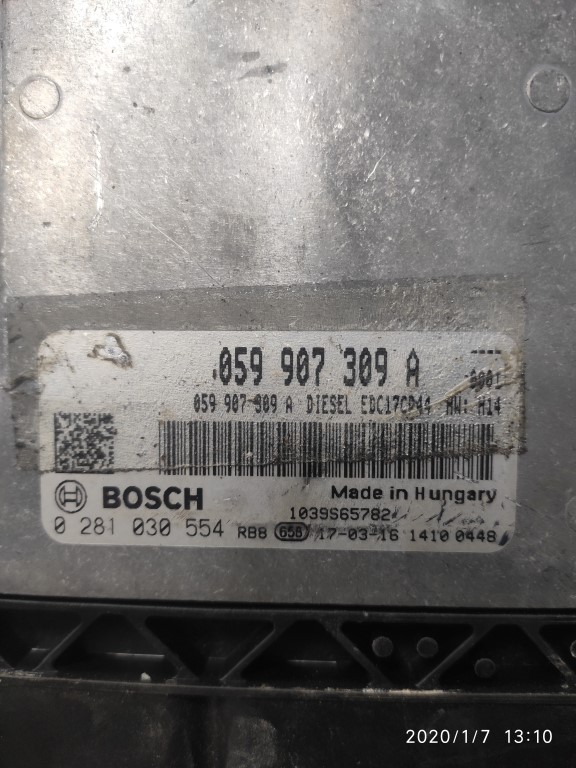 059 907 309 A
0001
059 907 309 A DIESEL EDC17CP44 HW: H14
BOSCH
Made in Hungary
1039S65782
0 281 030 554 RB8 658 17-03-16 1410 0448
2020/1/7 13:10